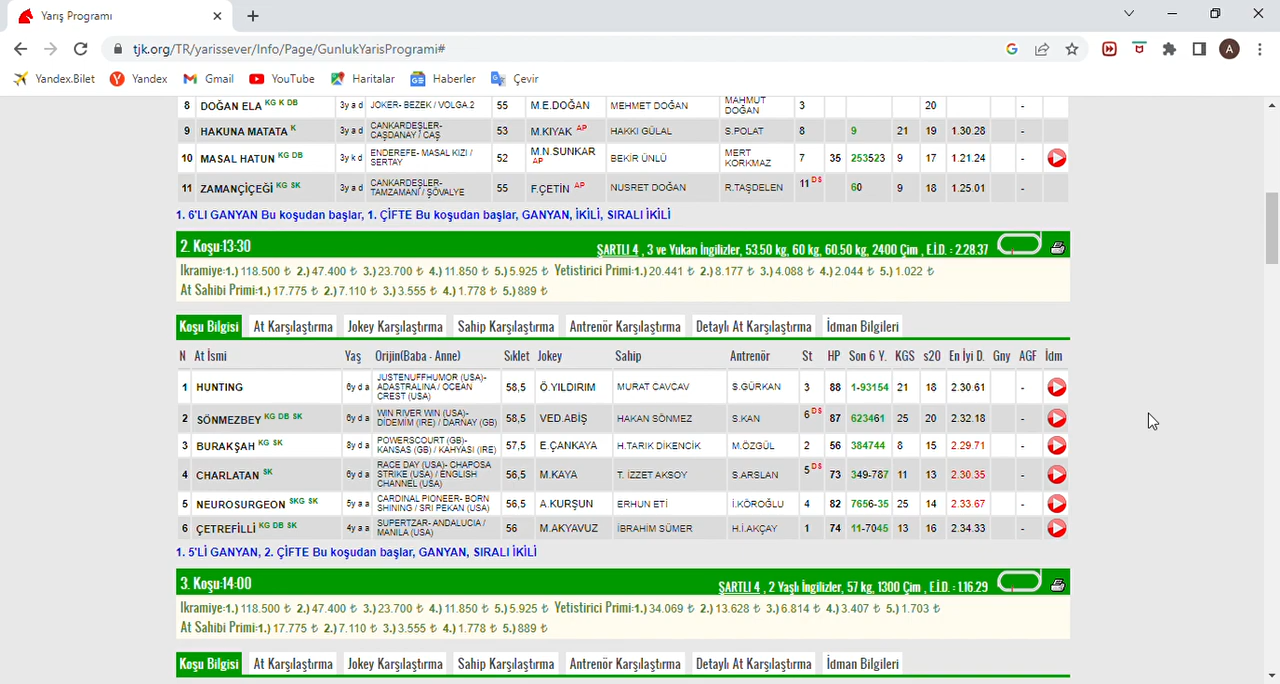 Yarış Programı
tjk.org/TR/yarissever/Info/Page/GunlukYarisProgrami#
A
Yandex.Bilet Yandex Gmail YouTube Haritalar Haberler Çevir
8 DOĞAN ELA KG K DB 3y a d JOKER- BEZEK / VOLGA.2 55 M.E.DOĞAN MEHMET DOĞAN MAHMUT DOĞAN 3 20 -
9 HAKUNA MATATA K 3y a d CANKARDEŞLER- ÇAŞDANAY / ÇAŞ 53 M.KIYAK AP HAKKI GÜLAL S.POLAT 8 9 21 19 1.30.28 -
10 MASAL HATUN KG DB 3y k d ENDEREFE- MASAL KIZI / SERTAY 52 M.N.SUNKAR AP BEKİR ÜNLÜ MERT KORKMAZ 7 35 253523 9 17 1.21.24 -
11 ZAMANÇİÇEĞİ KG SK 3y a d CANKARDEŞLER- TAMZAMANI / ŞÖVALYE 55 F.ÇETİN AP NUSRET DOĞAN R.TAŞDELEN 11 DS 60 9 18 1.25.01 -
1. 6'LI GANYAN Bu koşudan başlar, 1. ÇİFTE Bu koşudan başlar, GANYAN, İKİLİ, SIRALI İKİLİ
2. Koşu:13:30 ŞARTLI 4 , 3 ve Yukarı İngilizler, 53.50 kg, 60 kg, 60.50 kg, 2400 Çim , E.İ.D. : 2.28.37
İkramiye:1.) 118.500 ₺ 2.) 47.400 ₺ 3.) 23.700 ₺ 4.) 11.850 ₺ 5.) 5.925 ₺ Yetistirici Primi:1.) 20.441 ₺ 2.) 8.177 ₺ 3.) 4.088 ₺ 4.) 2.044 ₺ 5.) 1.022 ₺
At Sahibi Primi:1.) 17.775 ₺ 2.) 7.110 ₺ 3.) 3.555 ₺ 4.) 1.778 ₺ 5.) 889 ₺
Koşu Bilgisi At Karşılaştırma Jokey Karşılaştırma Sahip Karşılaştırma Antrenör Karşılaştırma Detaylı At Karşılaştırma İdman Bilgileri
N At İsmi Yaş Orijin(Baba - Anne) Sıklet Jokey Sahip Antrenör St HP Son 6 Y. KGS s20 En İyi D. Gny AGF İdm
1 HUNTING 6y d a JUSTENUFFHUMOR (USA)- ADASTRALINA / OCEAN CREST (USA) 58,5 Ö.YILDIRIM MURAT CAVCAV S.GÜRKAN 3 88 1-93154 21 18 2.30.61 -
2 SÖNMEZBEY KG DB SK 6y d a WIN RIVER WIN (USA)- DIDEMIM (IRE) / DARNAY (GB) 58,5 VED.ABİŞ HAKAN SÖNMEZ S.KAN 6 DS 87 623461 25 20 2.32.18 -
3 BURAKŞAH KG SK 8y d a POWERSCOURT (GB)- KANSAS (GB) / KAHYASI (IRE) 57,5 E.ÇANKAYA H.TARIK DİKENCİK M.ÖZGÜL 2 56 384744 8 15 2.29.71 -
4 CHARLATAN SK 6y d a RACE DAY (USA)- CHAPOSA STRIKE (USA) / ENGLISH CHANNEL (USA) 56,5 M.KAYA T. İZZET AKSOY S.ARSLAN 5 DS 73 349-787 11 13 2.30.35 -
5 NEUROSURGEON SKG SK 6y a a CARDINAL PIONEER- BORN SHINING / SRI PEKAN (USA) 56,5 A.KURŞUN ERHUN ETİ İ.KÖROĞLU 4 82 7656-35 25 14 2.33.67 -
6 ÇETREFİLLİ KG DB SK 4y a a SUPERTZAR- ANDALUCIA / MANILA (USA) 56 M.AKYAVUZ İBRAHİM SÜMER H.İ.AKÇAY 1 74 11-7045 13 16 2.34.33 -
1. 5'Lİ GANYAN, 2. ÇİFTE Bu koşudan başlar, GANYAN, SIRALI İKİLİ
3. Koşu:14:00 ŞARTLI 4 , 2 Yaşlı İngilizler, 57 kg, 1300 Çim , E.İ.D. : 1.16.29
İkramiye:1.) 118.500 ₺ 2.) 47.400 ₺ 3.) 23.700 ₺ 4.) 11.850 ₺ 5.) 5.925 ₺ Yetistirici Primi:1.) 34.069 ₺ 2.) 13.628 ₺ 3.) 6.814 ₺ 4.) 3.407 ₺ 5.) 1.703 ₺
At Sahibi Primi:1.) 17.775 ₺ 2.) 7.110 ₺ 3.) 3.555 ₺ 4.) 1.778 ₺ 5.) 889 ₺
Koşu Bilgisi At Karşılaştırma Jokey Karşılaştırma Sahip Karşılaştırma Antrenör Karşılaştırma Detaylı At Karşılaştırma İdman Bilgileri